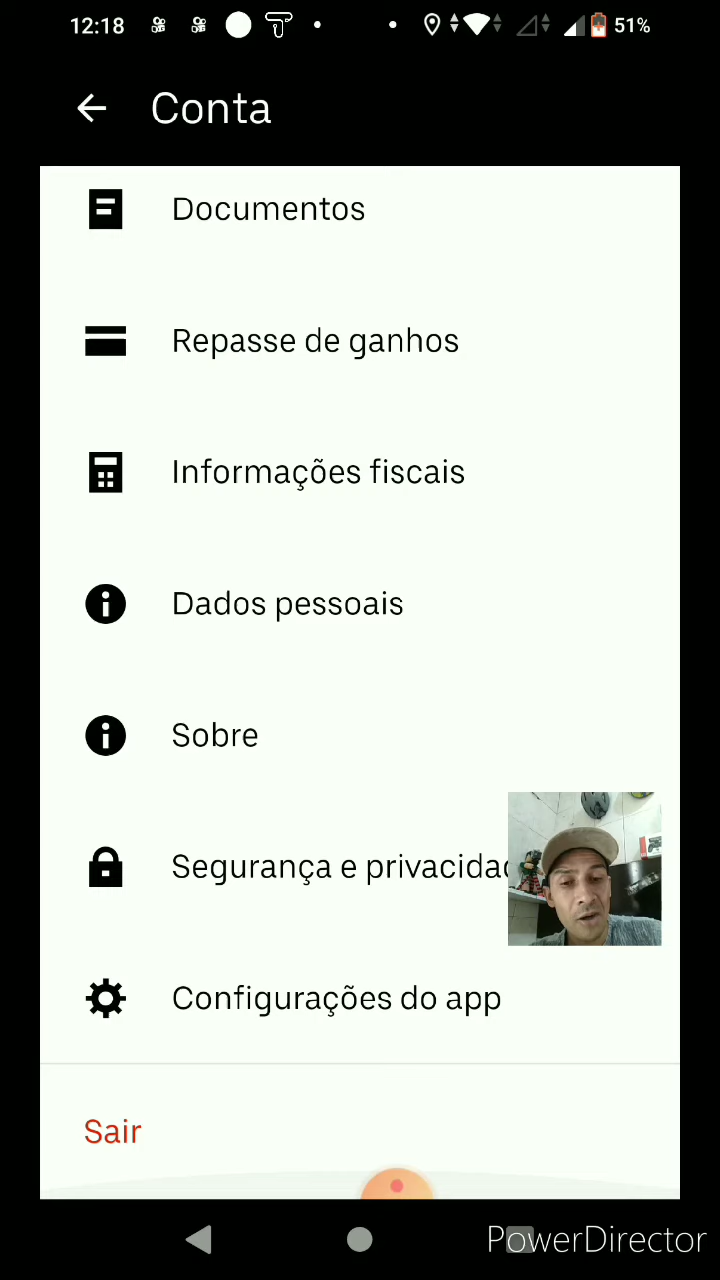 12:18
51%
Conta
Documentos
Repasse de ganhos
Informações fiscais
Dados pessoais
Sobre
Segurança e privacidad
Configurações do app
Sair
PowerDirector